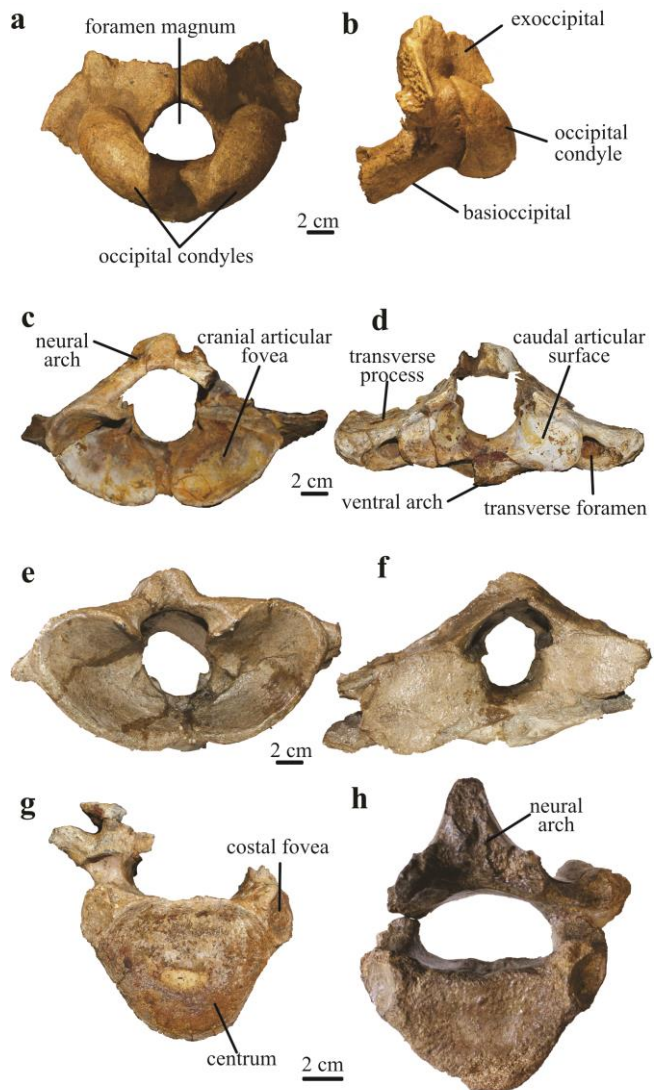 a
foramen magnum
b
exoccipital
occipital
condyle
basioccipital
2 cm
occipital condyles
c
neural
arch
cranial articular
fovea
d
transverse
process
caudal articular
surface
2 cm
ventral arch
transverse foramen
e
f
2 cm
g
costal fovea
centrum
2 cm
h
neural
arch